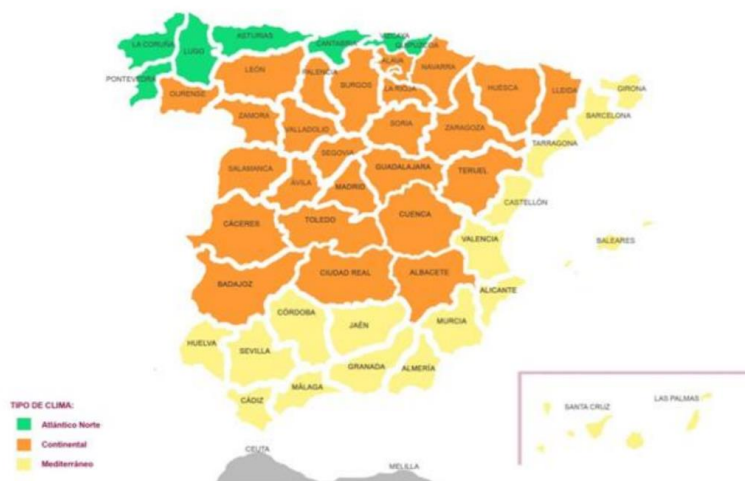 LA CORUÑA
LUGO
ASTURIAS
CANTABRIA
VIZCAYA
GUIPUZCOA
PONTEVEDRA
OURENSE
LEÓN
PALENCIA
BURGOS
ALAVA
NAVARRA
LA RIOJA
HUESCA
LLEIDA
GIRONA
BARCELONA
ZAMORA
VALLADOLID
SORIA
ZARAGOZA
TARRAGONA
SEGOVIA
SALAMANCA
ÁVILA
MADRID
GUADALAJARA
TERUEL
CASTELLÓN
CÁCERES
TOLEDO
CUENCA
VALENCIA
BALEARES
BADAJOZ
CIUDAD REAL
ALBACETE
ALICANTE
CÓRDOBA
JAÉN
MURCIA
HUELVA
SEVILLA
GRANADA
ALMERÍA
MÁLAGA
CÁDIZ
LAS PALMAS
SANTA CRUZ
TIPO DE CLIMA:
Atlántico Norte
Continental
Mediterráneo
CEUTA
MELILLA